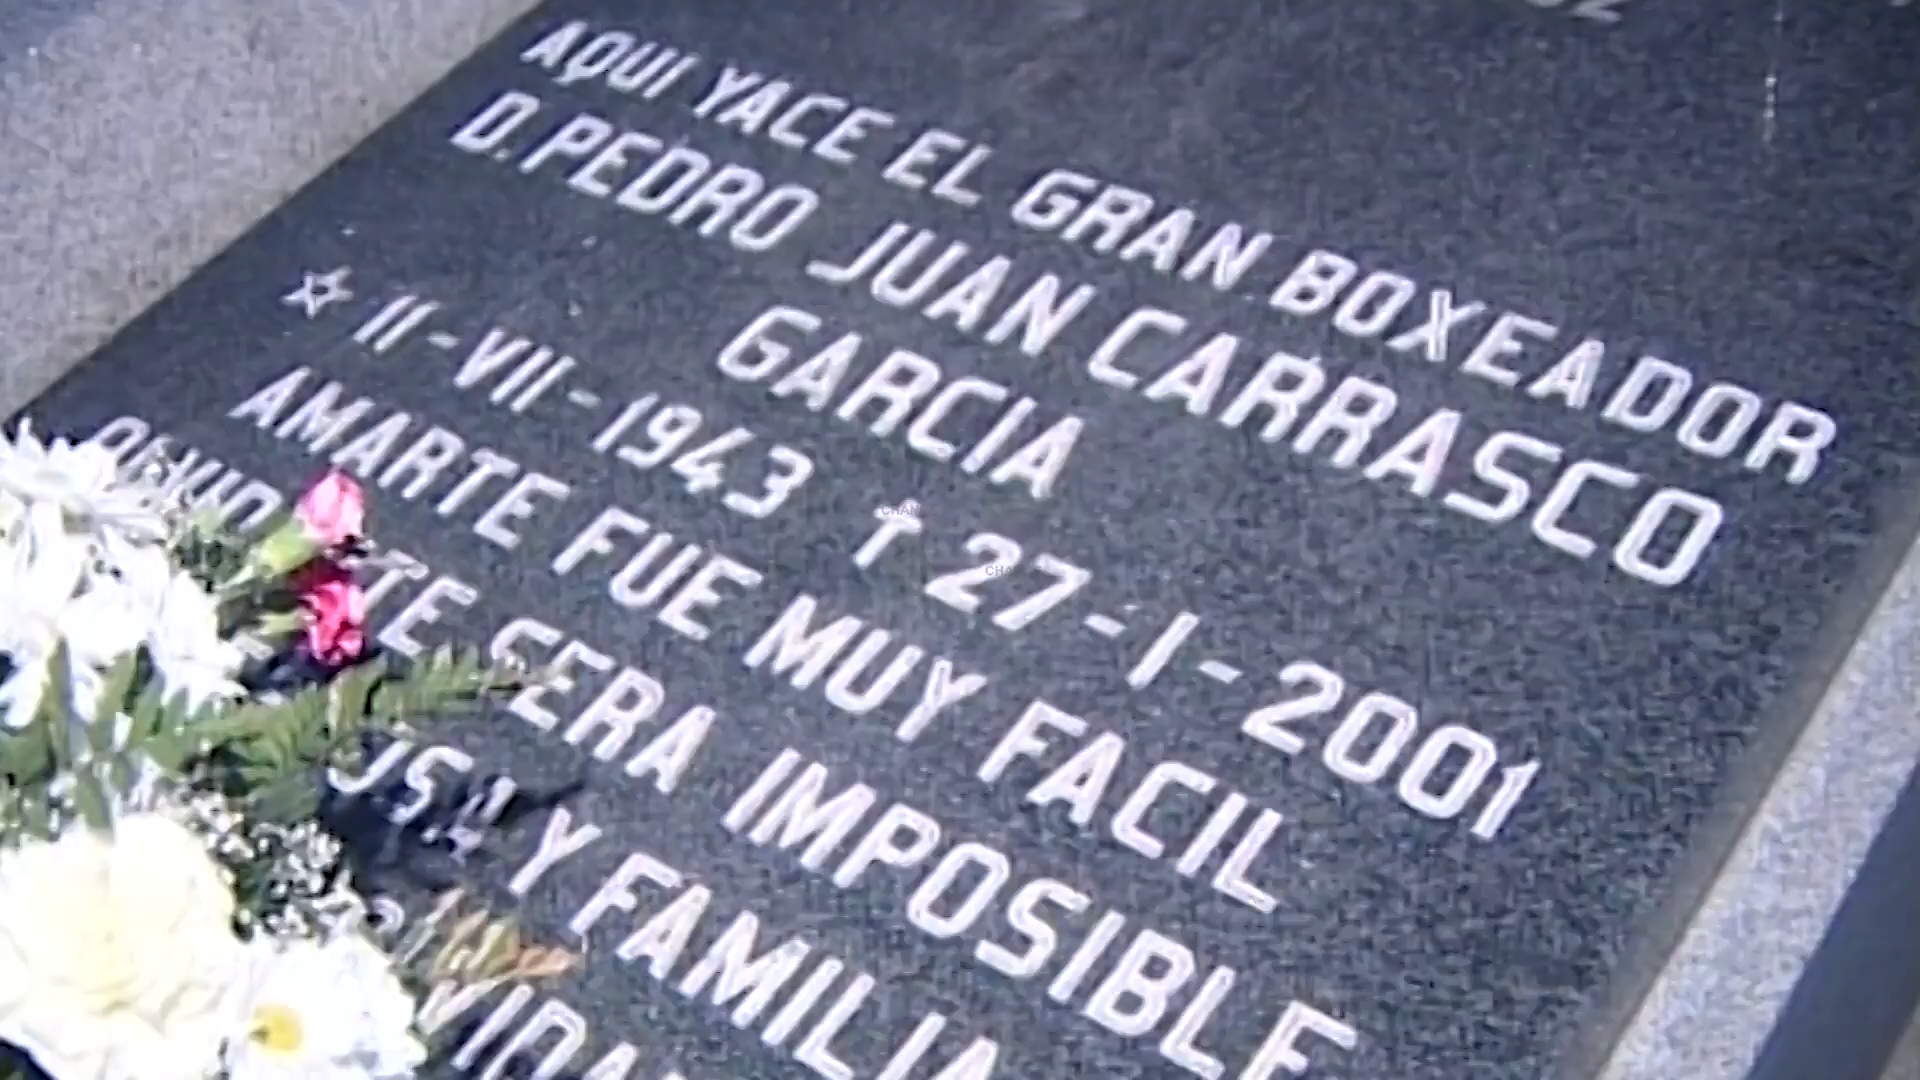 AQUI YACE EL GRAN BOXEADOR
D. PEDRO JUAN CARRASCO
GARCIA
☆ 11-VII-1943 † 27-1-2001
AMARTE FUE MUY FACIL
TE SERA IMPOSIBLE
Y FAMILIA